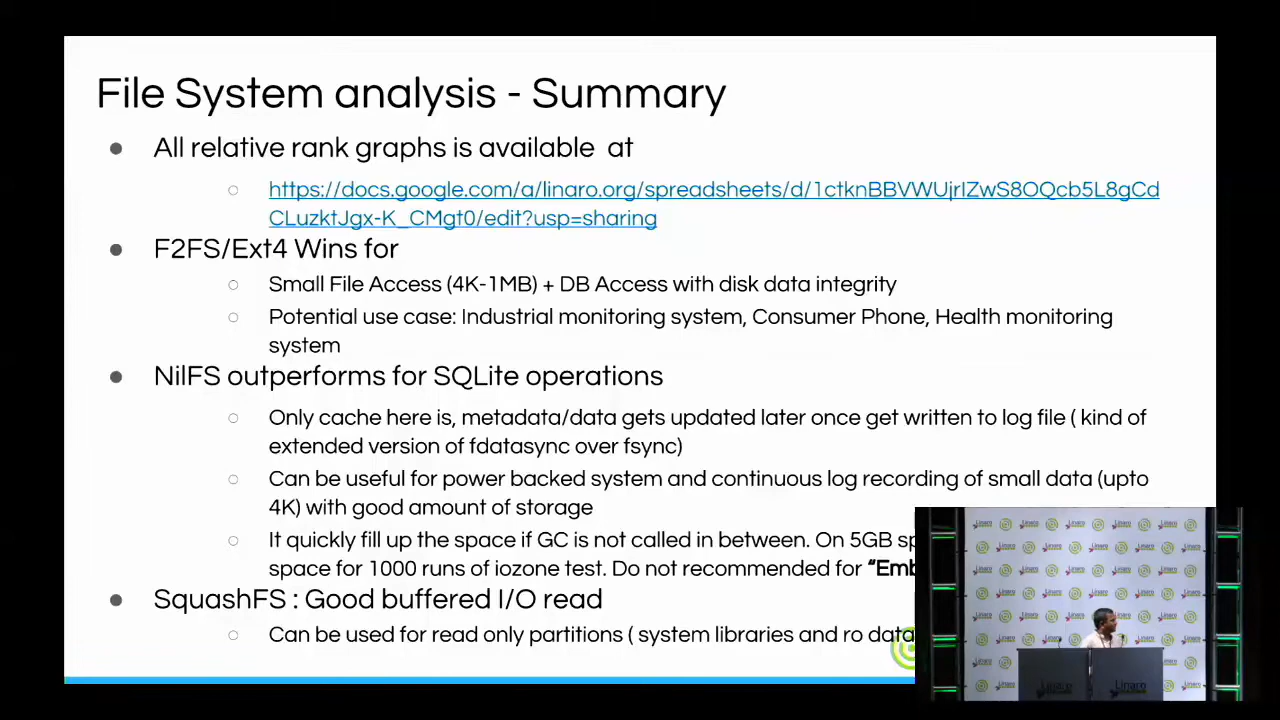 File System analysis - Summary
All relative rank graphs is available at
https://docs.google.com/a/linaro.org/spreadsheets/d/1ctknBBVWUjrIZwS8OQcb5L8gCd
CLuzktJgx-K_CMgt0/edit?usp=sharing
F2FS/Ext4 Wins for
Small File Access (4K-1MB) + DB Access with disk data integrity
Potential use case: Industrial monitoring system, Consumer Phone, Health monitoring
system
NilFS outperforms for SQLite operations
Only cache here is, metadata/data gets updated later once get written to log file ( kind of
extended version of fdatasync over fsync)
Can be useful for power backed system and continuous log recording of small data (upto
4K) with good amount of storage
It quickly fill up the space if GC is not called in between. On 5GB
space for 1000 runs of iozone test. Do not recommended for
SquashFS : Good buffered I/O read
Can be used for read only partitions ( system libraries and ro data
Linaro